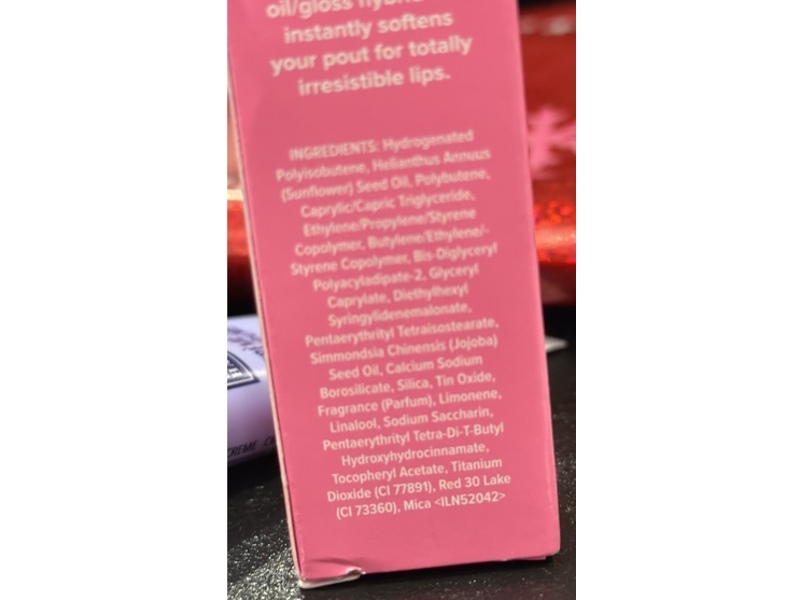 oil/gloss hybrid
instantly softens
your pout for totally
irresistible lips.
INGREDIENTS: Hydrogenated
Polyisobutene, Helianthus Annuus
(Sunflower) Seed Oil, Polybutene,
Caprylic/Capric Triglyceride,
Ethylene/Propylene/Styrene
Copolymer, Butylene/Ethylene/-
Styrene Copolymer, Bis-Diglyceryl
Polyacyladipate-2, Glyceryl
Caprylate, Diethylhexyl
Syringylidenemalonate,
Pentaerythrityl Tetraisostearate,
Simmondsia Chinensis (Jojoba)
Seed Oil, Calcium Sodium
Borosilicate, Silica, Tin Oxide,
Fragrance (Parfum), Limonene,
Linalool, Sodium Saccharin,
Pentaerythrityl Tetra-Di-T-Butyl
Hydroxyhydrocinnamate,
Tocopheryl Acetate, Titanium
Dioxide (CI 77891), Red 30 Lake
(CI 73360), Mica <ILN52042>
CREME